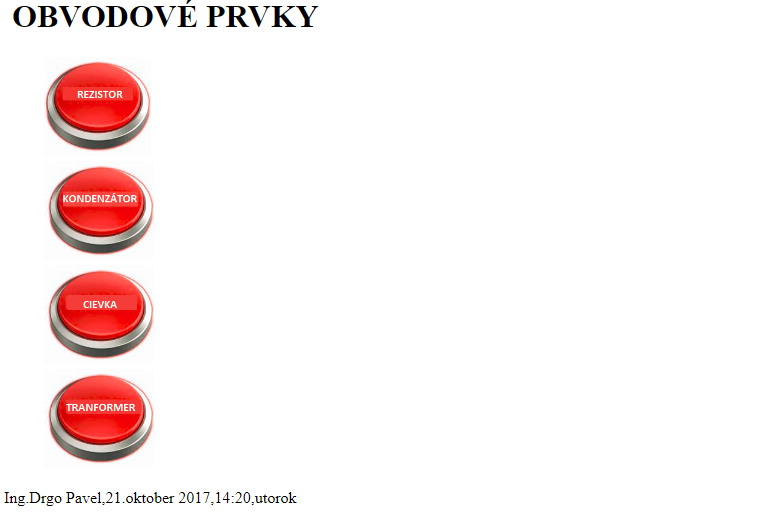 OBVODOVÉ PRVKY
REZISTOR
KONDENZÁTOR
CIEVKA
TRANFORMER
Ing.Drgo Pavel,21.oktober 2017,14:20,utorok